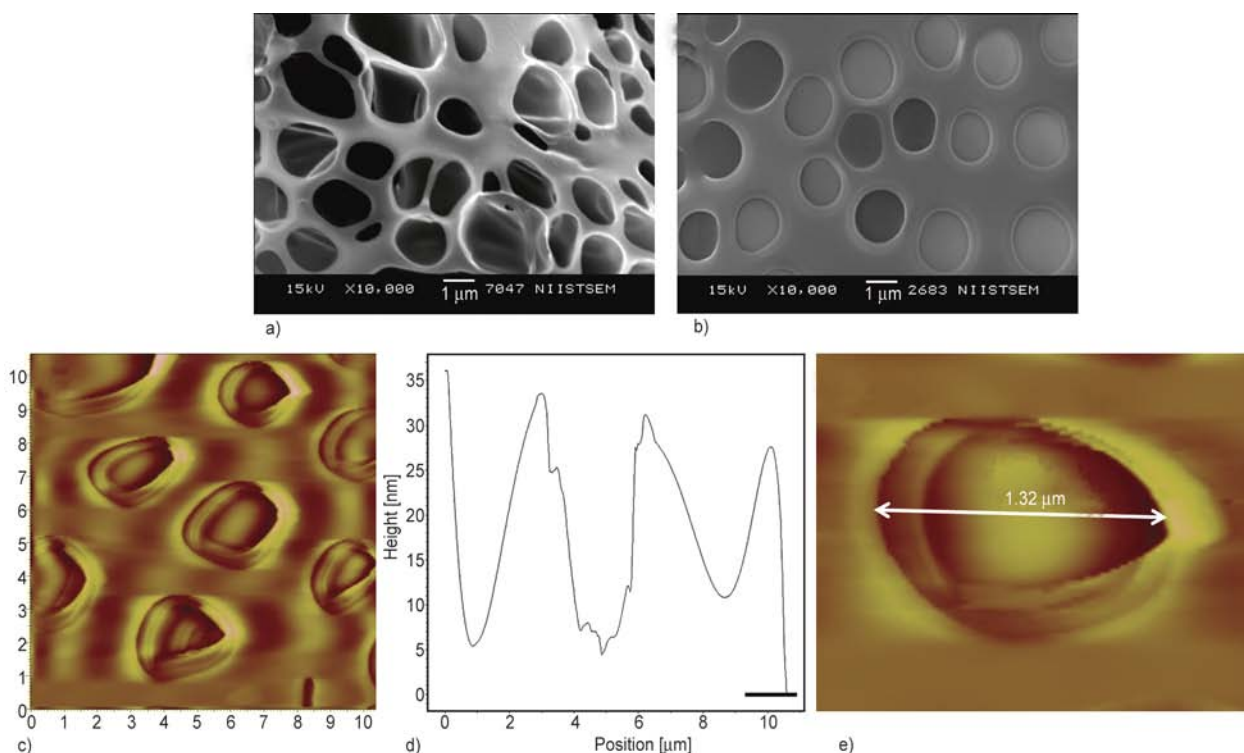 15kV X10,000 1 μm 7047 NIISTSEM
15kV X10,000 1 μm 2683 NIISTSEM
a)
b)
10
9
8
7
6
5
4
3
2
1
0
0 1 2 3 4 5 6 7 8 9 10
c)
Height [nm]
35
30
25
20
15
10
5
0
0 2 4 6 8 10
Position [μm]
d)
1.32 μm
e)